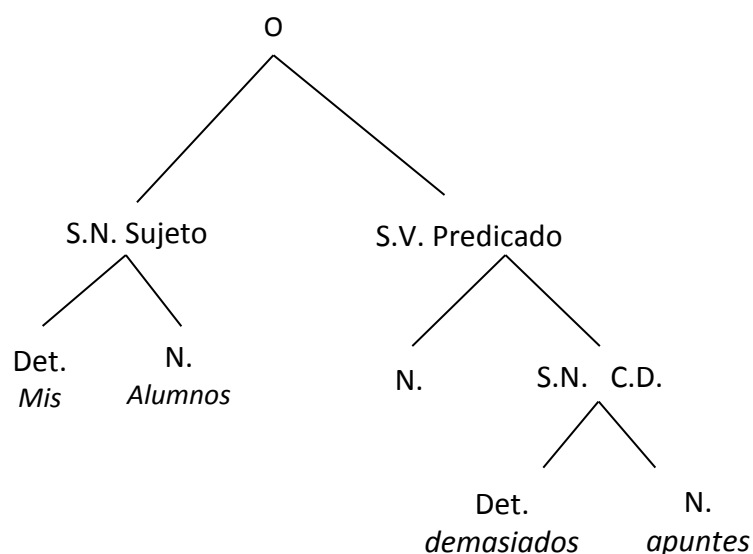 O
S.N. Sujeto
S.V. Predicado
Det.
Mis
N.
Alumnos
N.
S.N. C.D.
Det.
demasiados
N.
apuntes